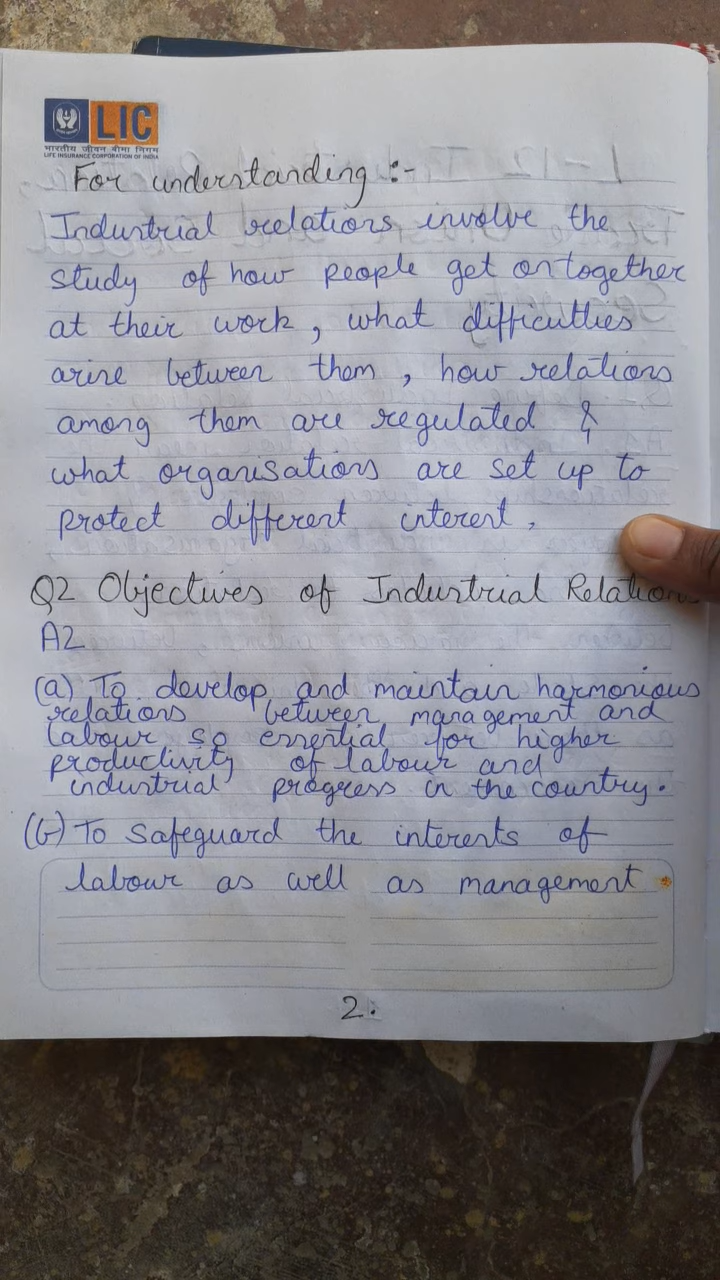 LIC
भारतीय जीवन बीमा निगम
LIFE INSURANCE CORPORATION OF INDIA
For understanding :-
Industrial relations involve the
study of how people get on together
at their work, what difficultlies
arise between them, how relations
among them are regulated &
what organisations are set up to
protect different interest.
Q2 Objectives of Industrial Relation
A2
(a) To develop and maintain harmonious
relations between management and
labour so essential for higher
productivity of labour and
industrial progress in the country.
(b) To safeguard the interests of
labour as well as management
2.